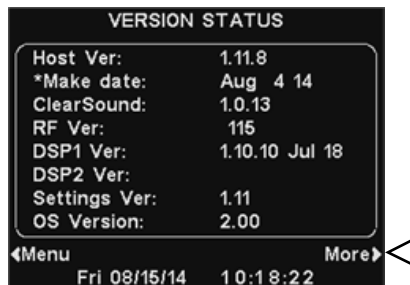 VERSION STATUS
Host Ver: 1.11.8
*Make date: Aug 4 14
ClearSound: 1.0.13
RF Ver: 115
DSP1 Ver: 1.10.10 Jul 18
DSP2 Ver:
Settings Ver: 1.11
OS Version: 2.00
Menu More
Fri 08/15/14 10:18:22